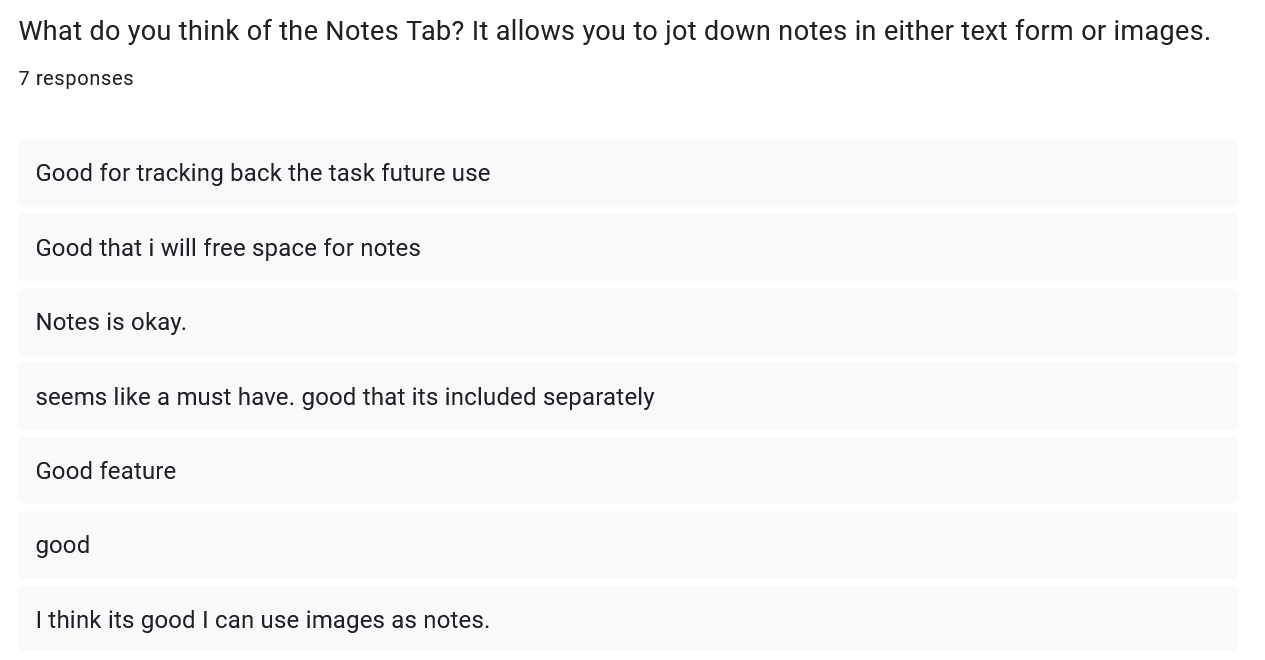 What do you think of the Notes Tab? It allows you to jot down notes in either text form or images.
7 responses
Good for tracking back the task future use
Good that i will free space for notes
Notes is okay.
seems like a must have. good that its included separately
Good feature
good
I think its good I can use images as notes.